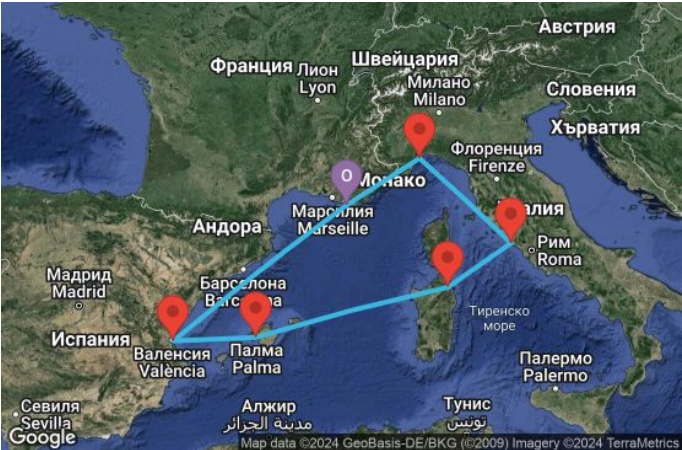 Австрия
Швейцария
Франция
Лион
Lyon
Милано
Milano
Словения
Хърватия
Флоренция
Firenze
O
Монако
Марсилия
Marseille
Андора
Рим
Roma
Барселона
Мадрид
Madrid
Тиренско
море
Испания
Валенсия
València
Палма
Palma
Палермо
Palermo
Севиля
Sevilla
Алжир
مدينة الجزائر
Тунис
تونس
Google
Map data ©2024 GeoBasis-DE/BKG (©2009) Imagery ©2024 TerraMetrics